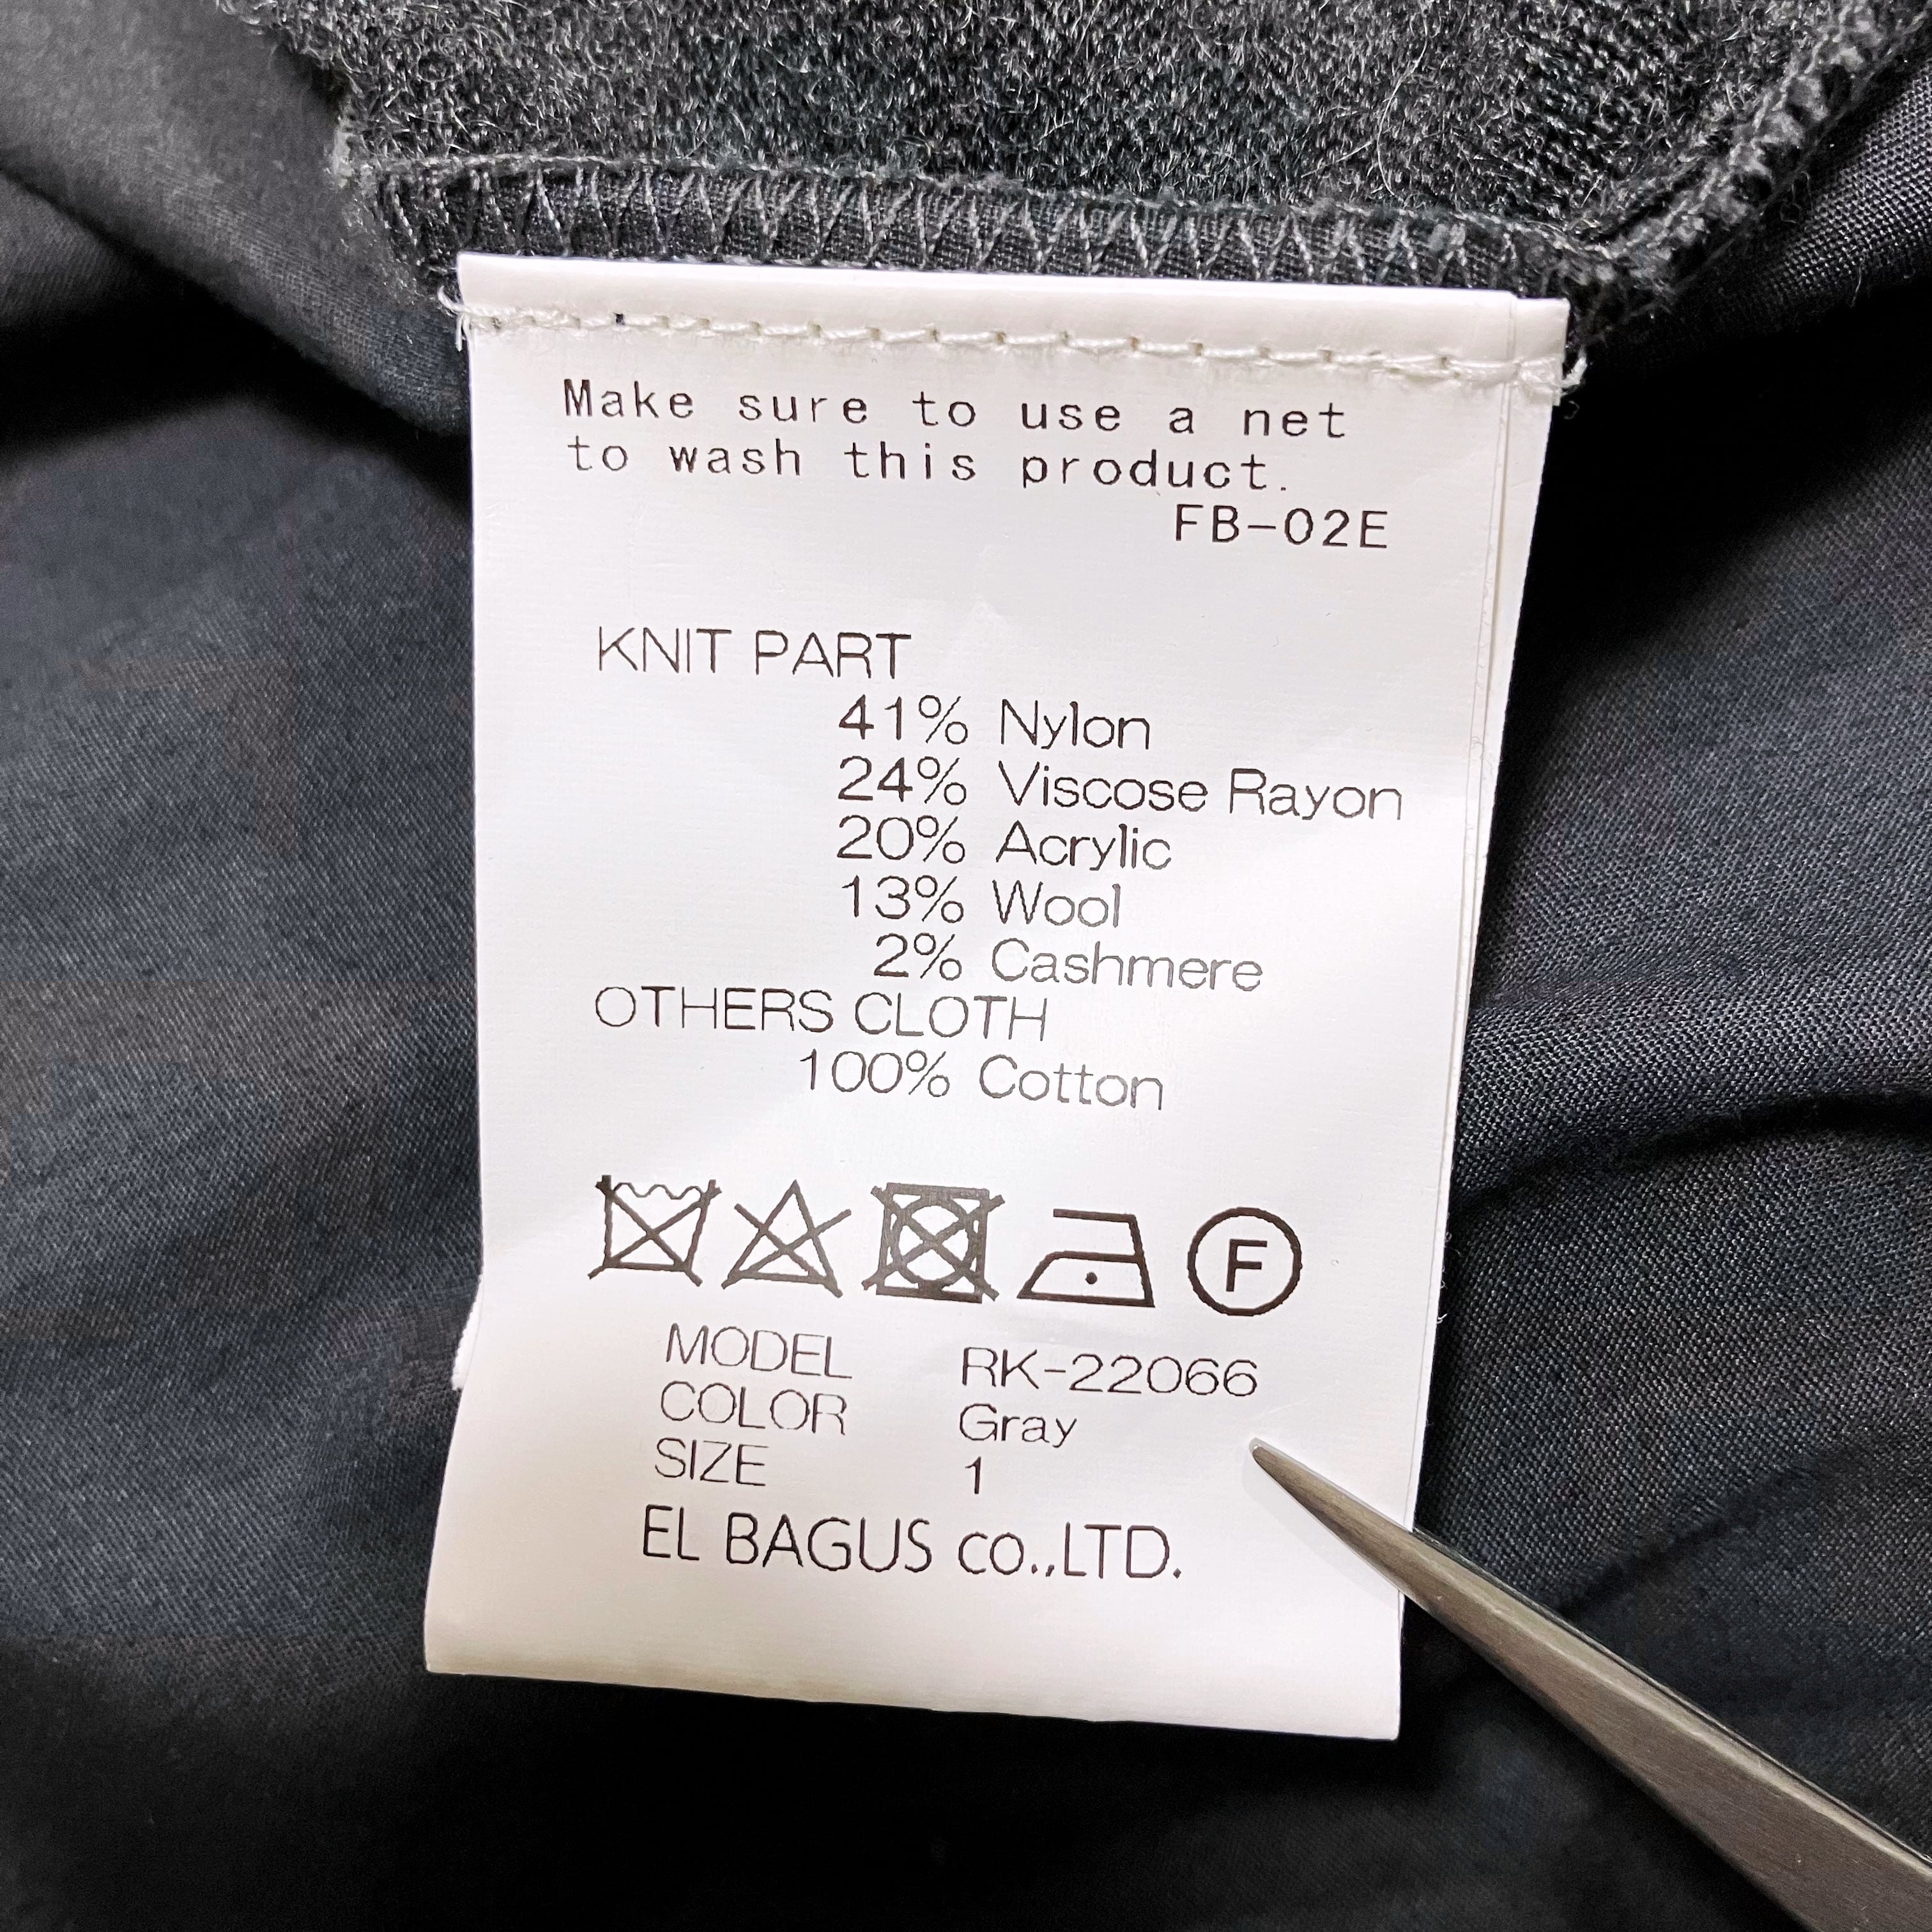 Make sure to use a net
to wash this product.
FB-02E
KNIT PART
41% Nylon
24% Viscose Rayon
20% Acrylic
13% Wool
2% Cashmere
OTHERS CLOTH
100% Cotton
F
MODEL RK-22066
COLOR Gray
SIZE 1
EL BAGUS co.,LTD.